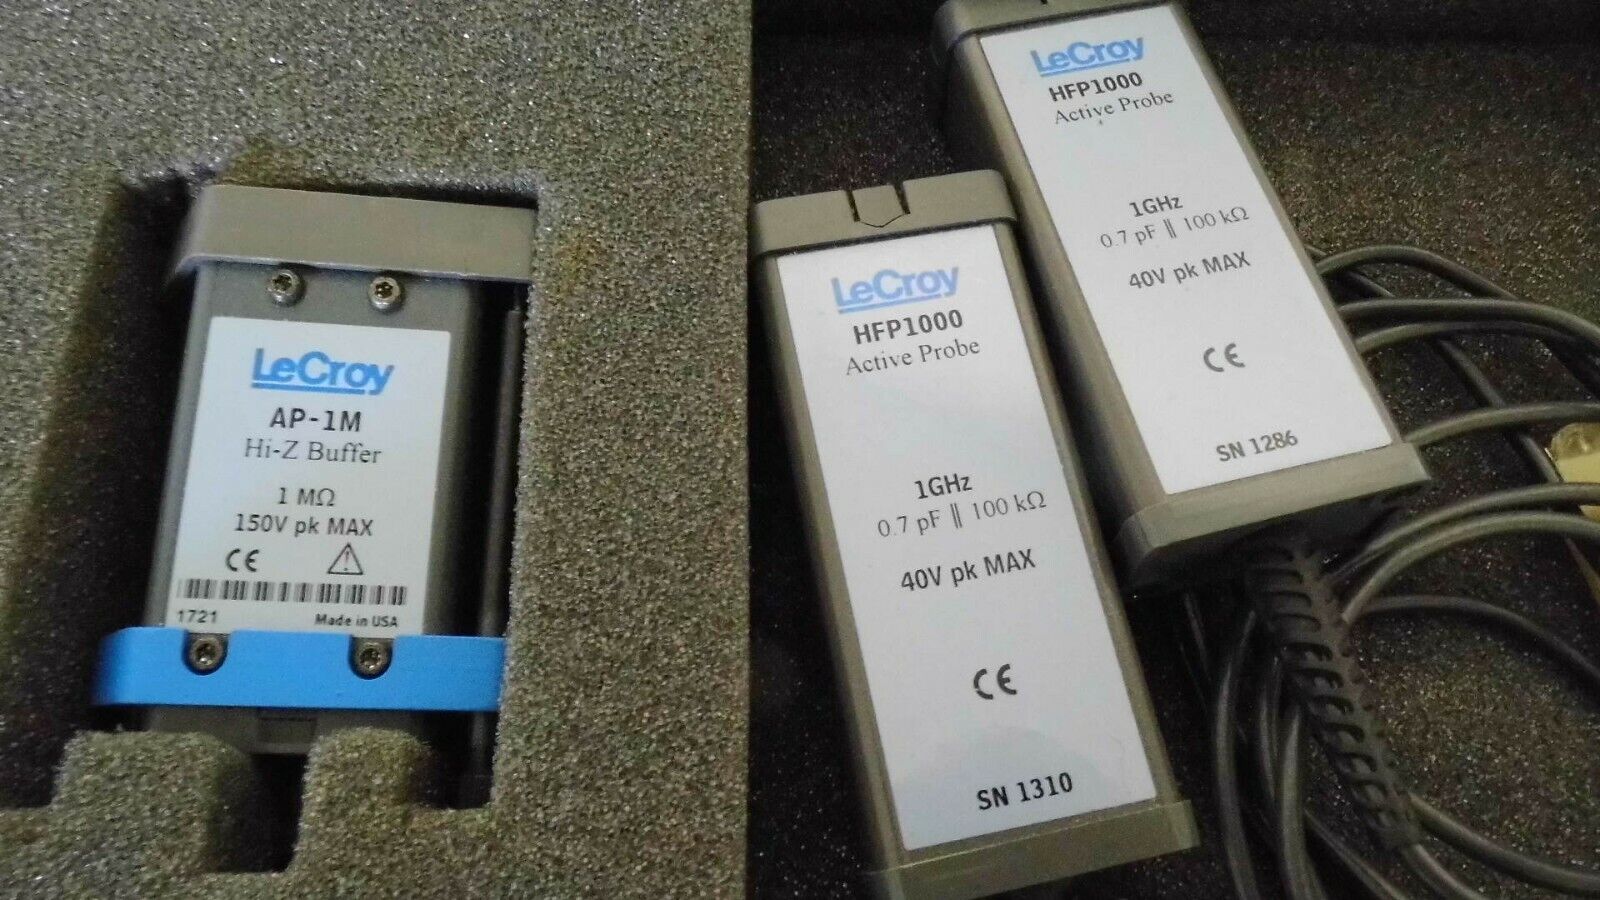 LeCroy
AP-1M
Hi-Z Buffer
1 MΩ
150V pk MAX
CE
1721 Made in USA
LeCroy
HFP1000
Active Probe
1GHz
0.7 pF || 100 kΩ
40V pk MAX
CE
SN 1310
LeCroy
HFP1000
Active Probe
1GHz
0.7 pF || 100 kΩ
40V pk MAX
CE
SN 1286